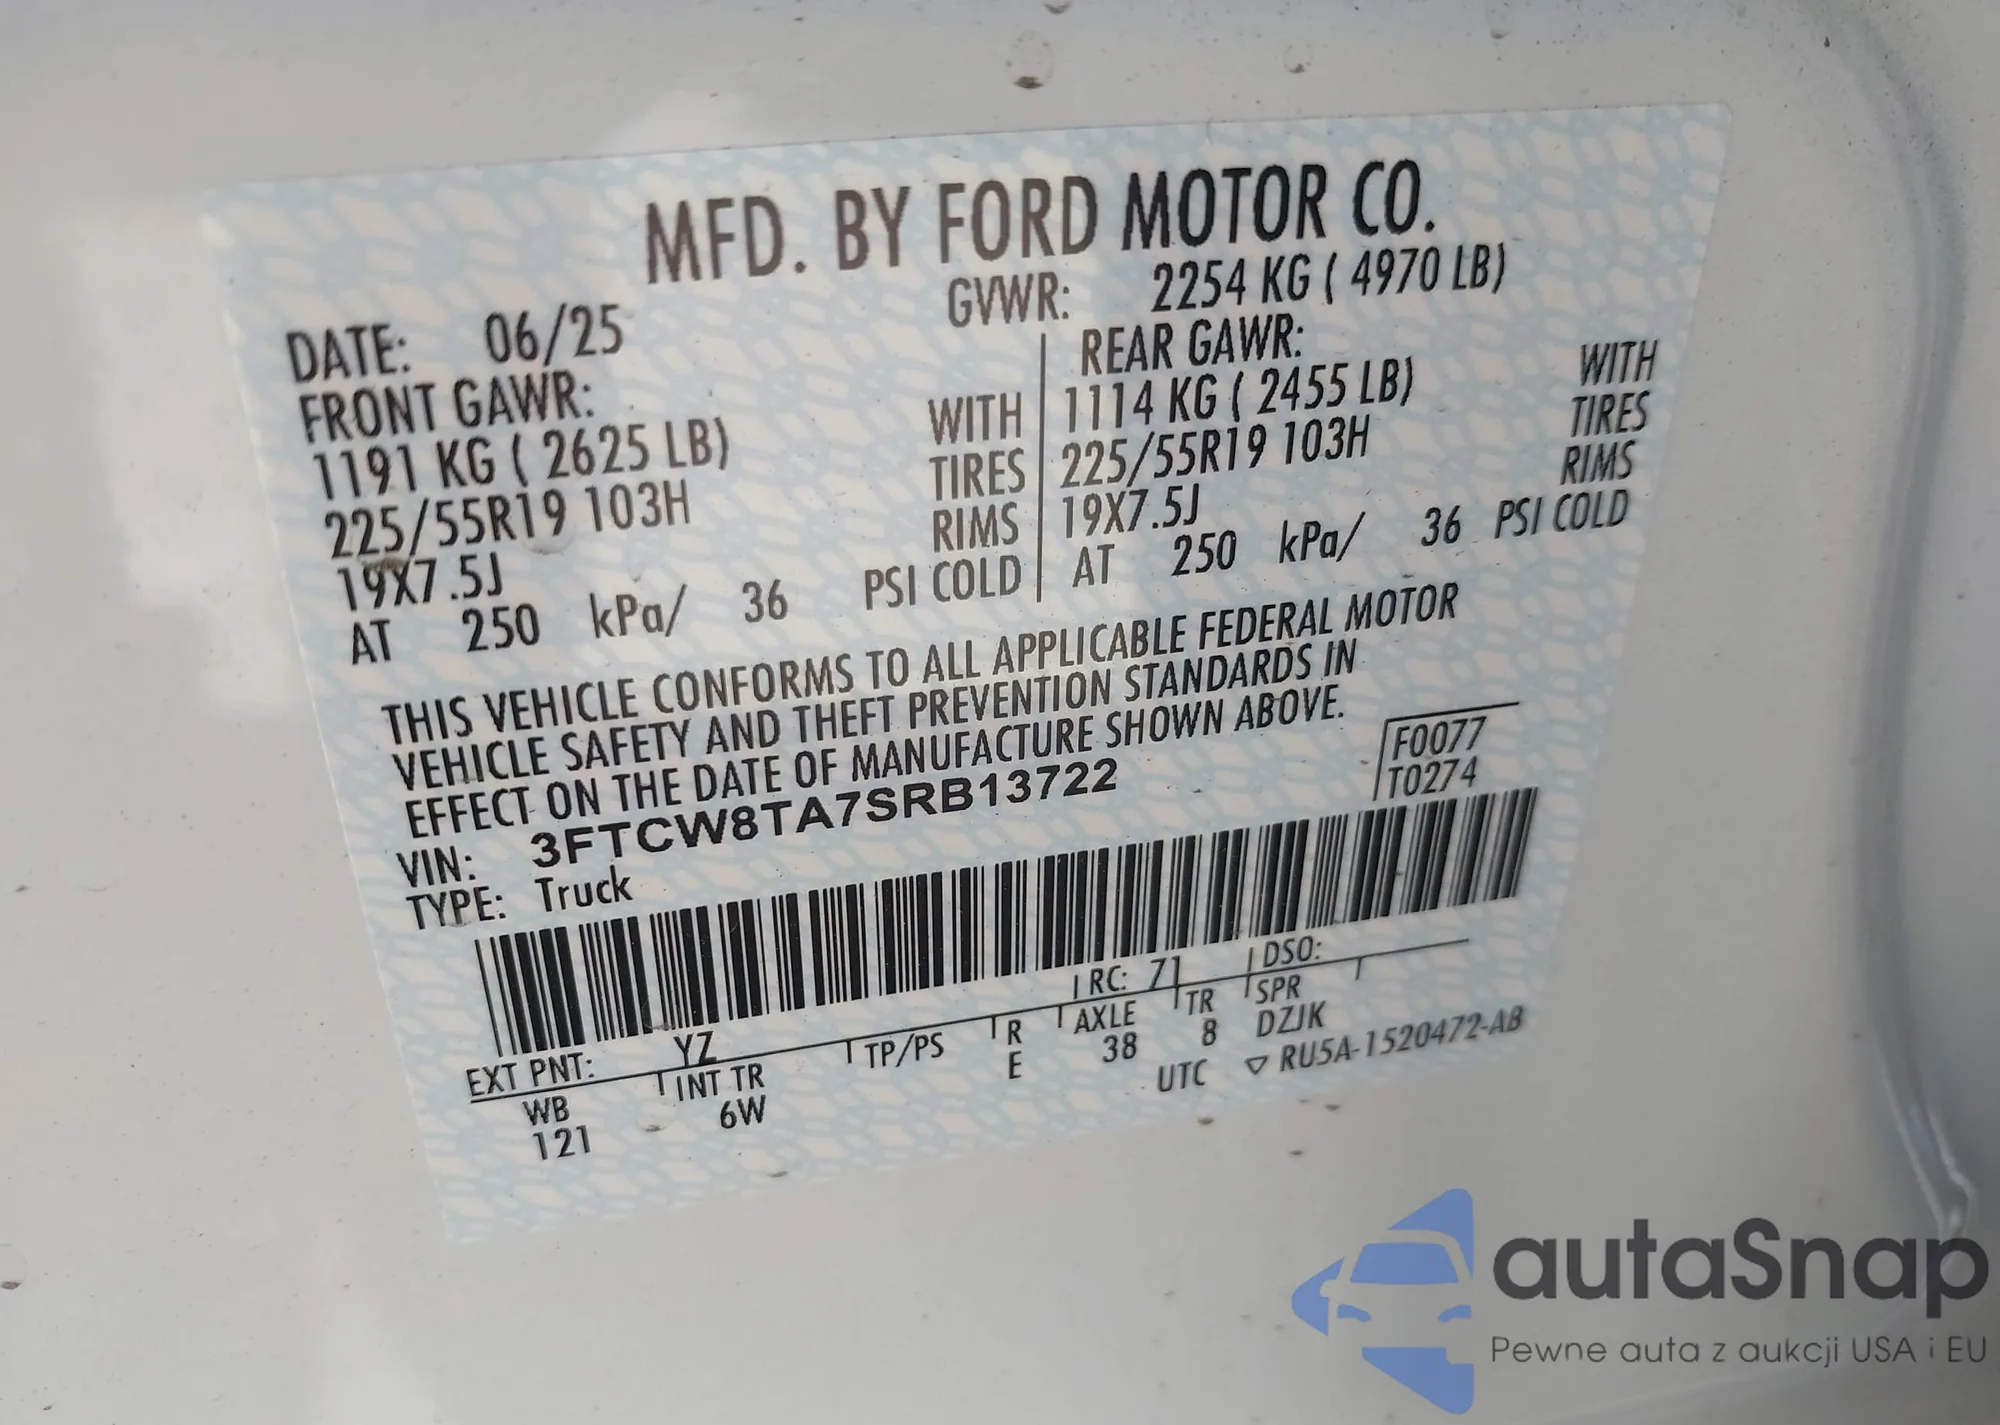 MFD. BY FORD MOTOR CO.
DATE: 06/25 GVWR: 2254 KG ( 4970 LB)
FRONT GAWR: REAR GAWR:
1191 KG ( 2625 LB) WITH 1114 KG ( 2455 LB) WITH
225/55R19 103H TIRES 225/55R19 103H TIRES
19X7.5J RIMS 19X7.5J RIMS
AT 250 kPa/ 36 PSI COLD AT 250 kPa/ 36 PSI COLD
THIS VEHICLE CONFORMS TO ALL APPLICABLE FEDERAL MOTOR
VEHICLE SAFETY AND THEFT PREVENTION STANDARDS IN
EFFECT ON THE DATE OF MANUFACTURE SHOWN ABOVE.
F0077
T0274
VIN: 3FTCW8TA7SRB13722
TYPE: Truck
EXT PNT: YZ RC: 71 DSO:
WB INT TR TP/PS R AXLE TR SPR
121 6W E 38 8 DZJK
UTC ▽ RU5A-1520472-AB
autaSnap
Pewne auta z aukcji USA i EU